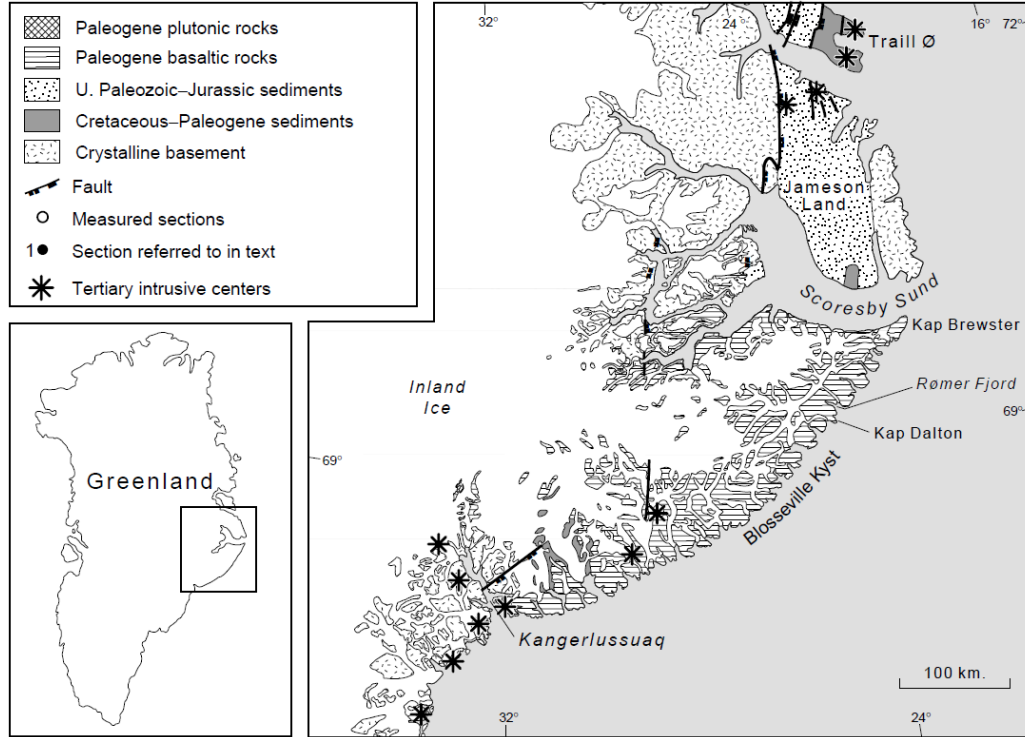 Paleogene plutonic rocks
Paleogene basaltic rocks
U. Paleozoic–Jurassic sediments
Cretaceous–Paleogene sediments
Crystalline basement
Fault
Measured sections
1 Section referred to in text
Tertiary intrusive centers
Greenland
32°
24
16
72°
Traill Ø
Jameson
Land
Scoresby Sund
Kap Brewster
Inland
Ice
Rømer Fjord
69°
Kap Dalton
69°
Blosseville Kyst
Kangerlussuaq
100 km.
32°
24°